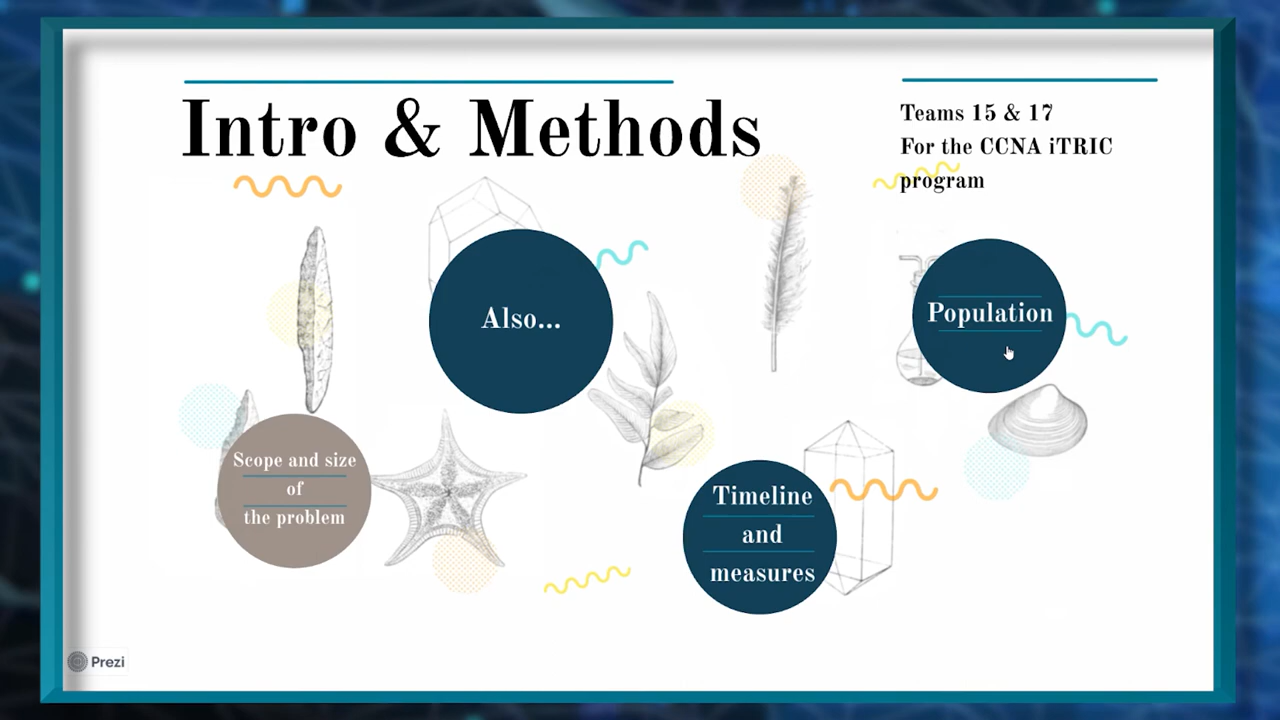 Intro & Methods
Teams 15 & 17
For the CCNA iTRIC
program
Also...
Population
Scope and size
of
the problem
Timeline
and
measures
Prezi